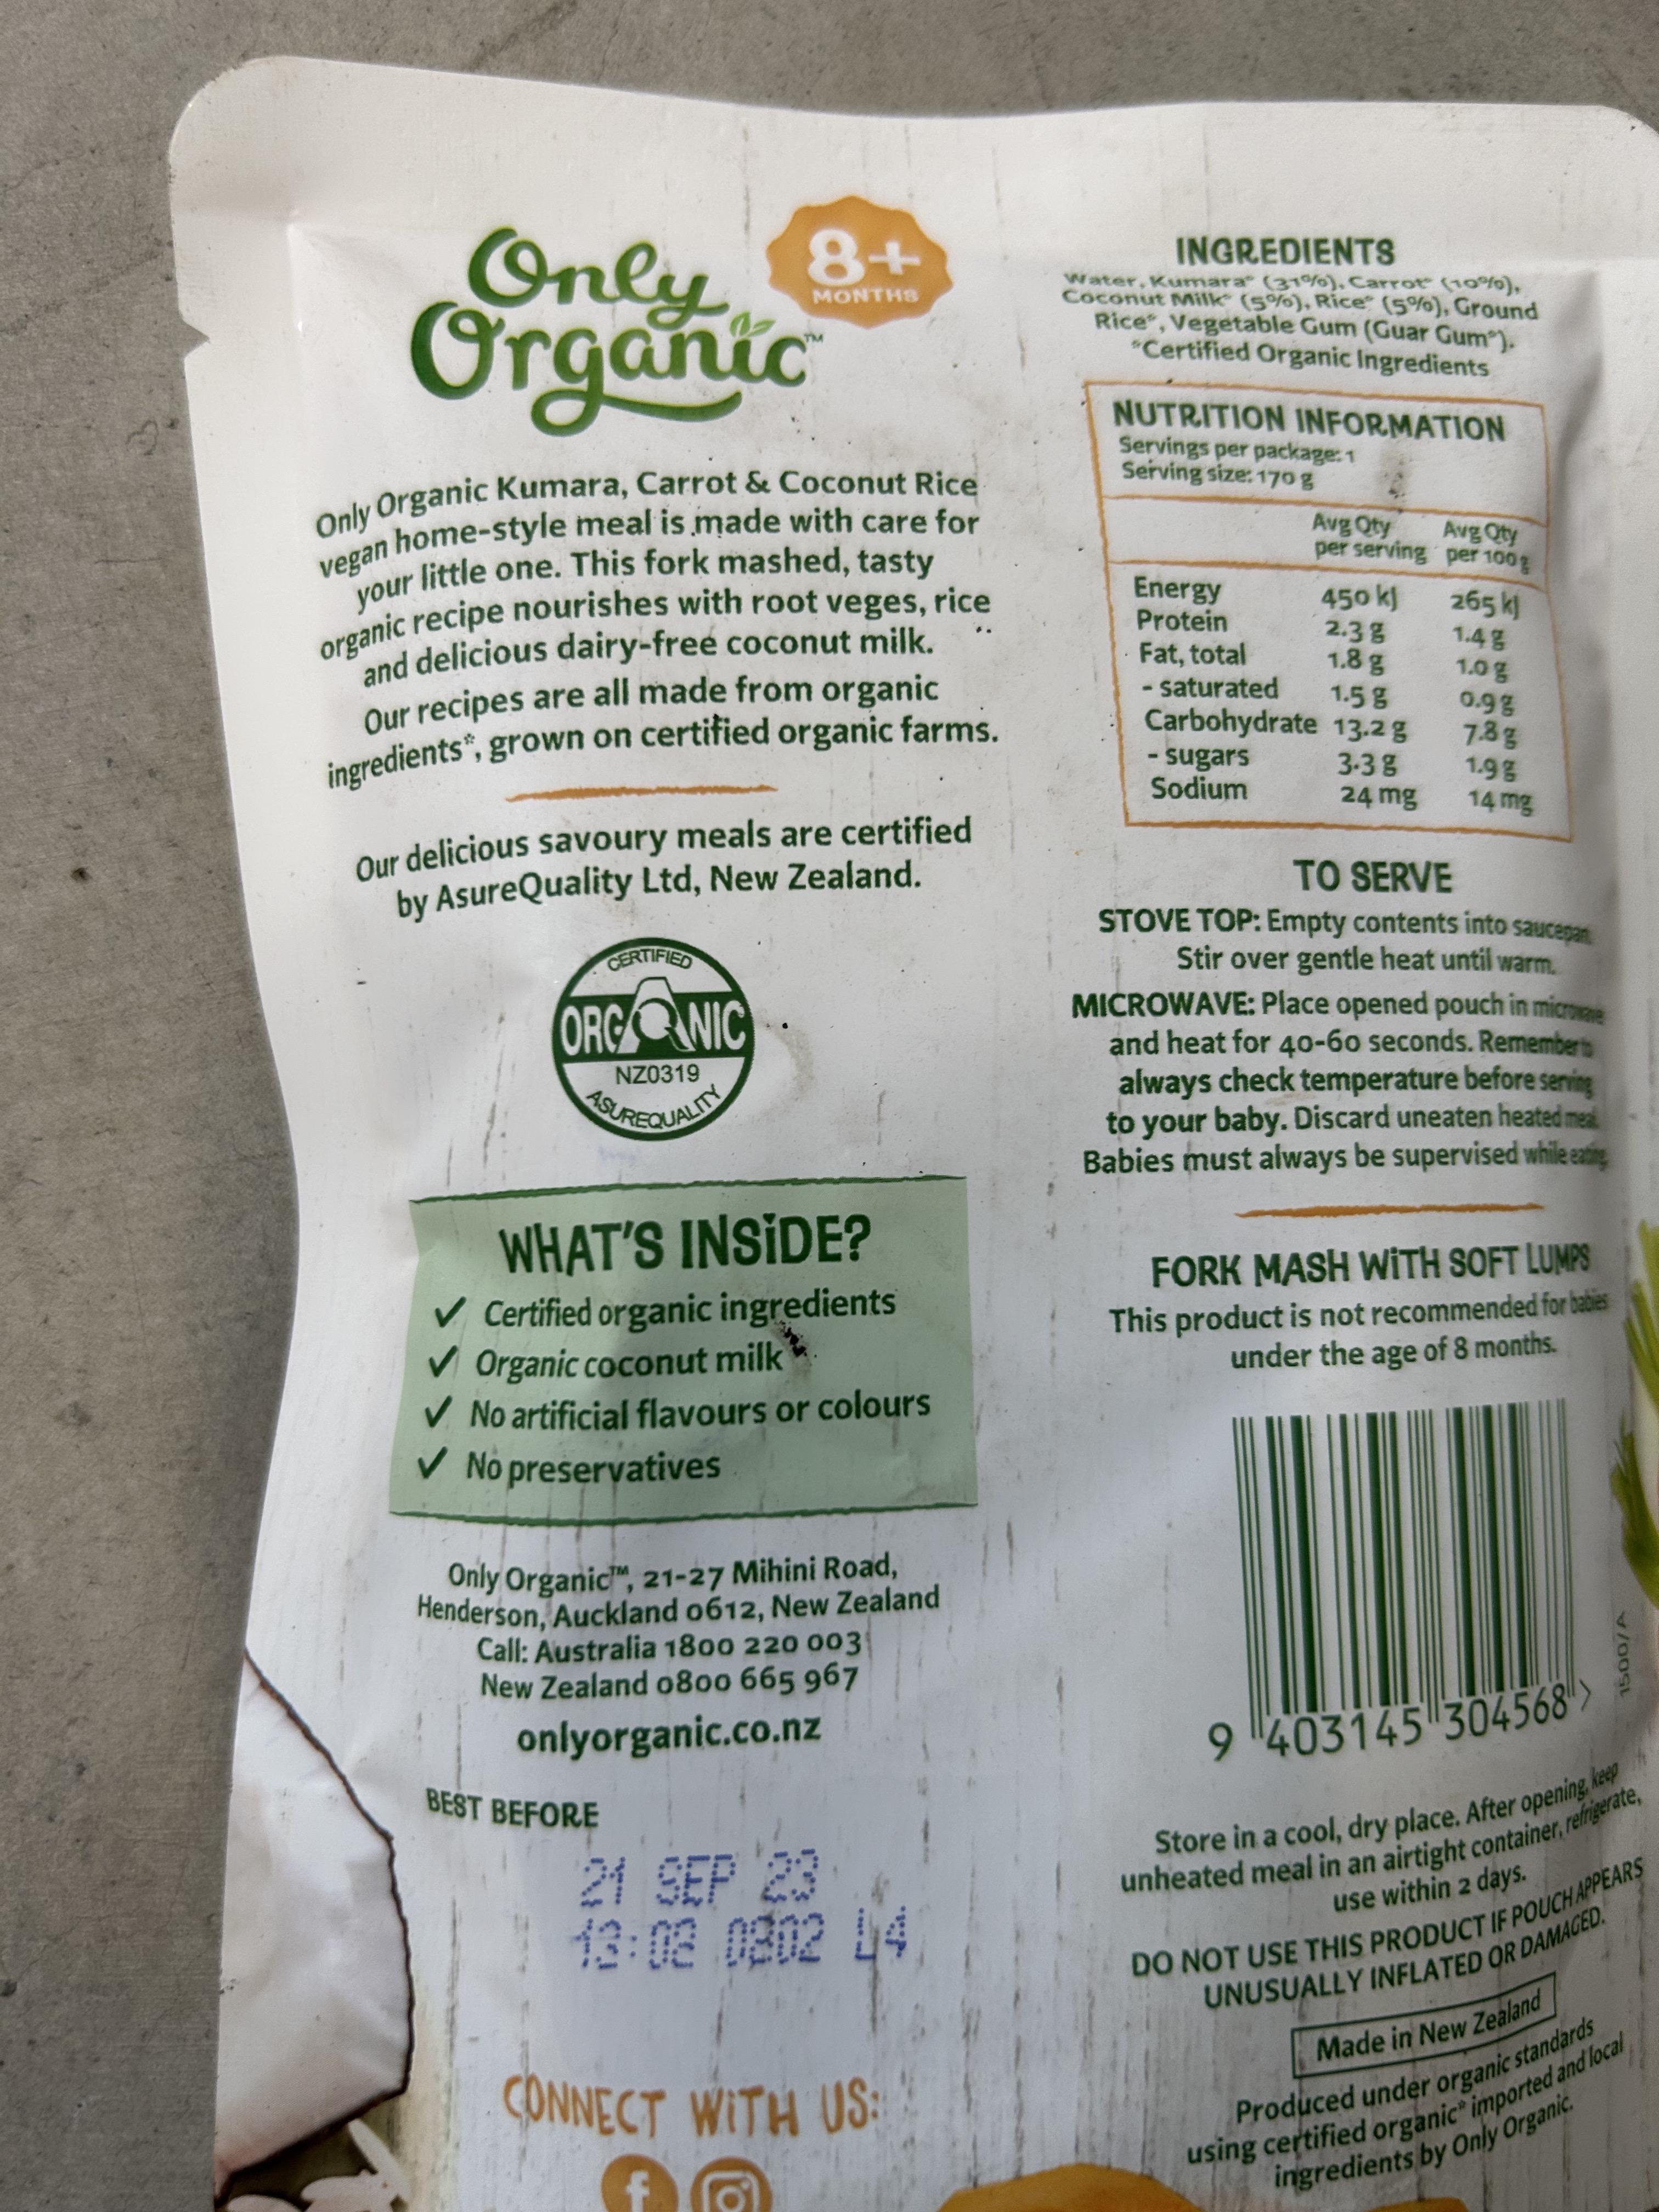 Only
Organic™
8+
MONTHS
Only Organic Kumara, Carrot & Coconut Rice
vegan home-style meal is made with care for
your little one. This fork mashed, tasty
organic recipe nourishes with root veges, rice
and delicious dairy-free coconut milk.
Our recipes are all made from organic
ingredients*, grown on certified organic farms.
Our delicious savoury meals are certified
by AsureQuality Ltd, New Zealand.
CERTIFIED
ORGANIC
NZ0319
ASUREQUALITY
WHAT'S INSIDE?
✓ Certified organic ingredients
✓ Organic coconut milk
✓ No artificial flavours or colours
✓ No preservatives
Only Organic™, 21-27 Mihini Road,
Henderson, Auckland 0612, New Zealand
Call: Australia 1800 220 003
New Zealand 0800 665 967
onlyorganic.co.nz
BEST BEFORE
21 SEP 23
13:02 0802 L4
CONNECT WITH US:
INGREDIENTS
Water, Kumara* (31%), Carrot* (10%),
Coconut Milk* (5%), Rice* (5%), Ground
Rice*, Vegetable Gum (Guar Gum*).
*Certified Organic Ingredients
NUTRITION INFORMATION
Servings per package: 1
Serving size: 170 g
Avg Qty Avg Qty
per serving per 100 g
Energy 450 kJ 265 kJ
Protein 2.3 g 1.4 g
Fat, total 1.8 g 1.0 g
- saturated 1.5 g 0.9 g
Carbohydrate 13.2 g 7.8 g
- sugars 3.3 g 1.9 g
Sodium 24 mg 14 mg
TO SERVE
STOVE TOP: Empty contents into saucepan.
Stir over gentle heat until warm.
MICROWAVE: Place opened pouch in microwave
and heat for 40-60 seconds. Remember to
always check temperature before serving
to your baby. Discard uneaten heated meal.
Babies must always be supervised while eating.
FORK MASH WITH SOFT LUMPS
This product is not recommended for babies
under the age of 8 months.
9 403145 304568 >
1500/A
Store in a cool, dry place. After opening, keep
unheated meal in an airtight container, refrigerate,
use within 2 days.
DO NOT USE THIS PRODUCT IF POUCH APPEARS
UNUSUALLY INFLATED OR DAMAGED.
Made in New Zealand
Produced under organic standards
using certified organic* imported and local
ingredients by Only Organic.